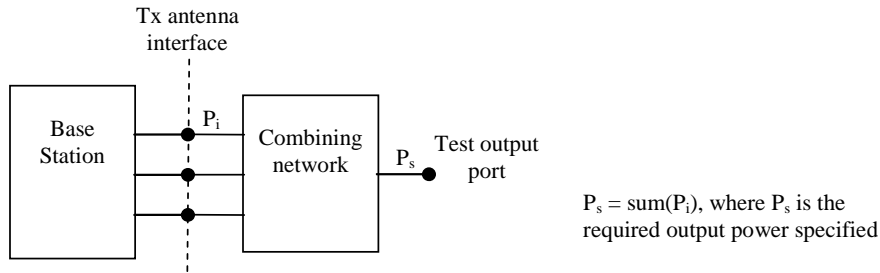 Tx antenna
interface
Base
Station
Pi
Combining
network
Ps
Test output
port
Ps = sum(Pi), where Ps is the
required output power specified